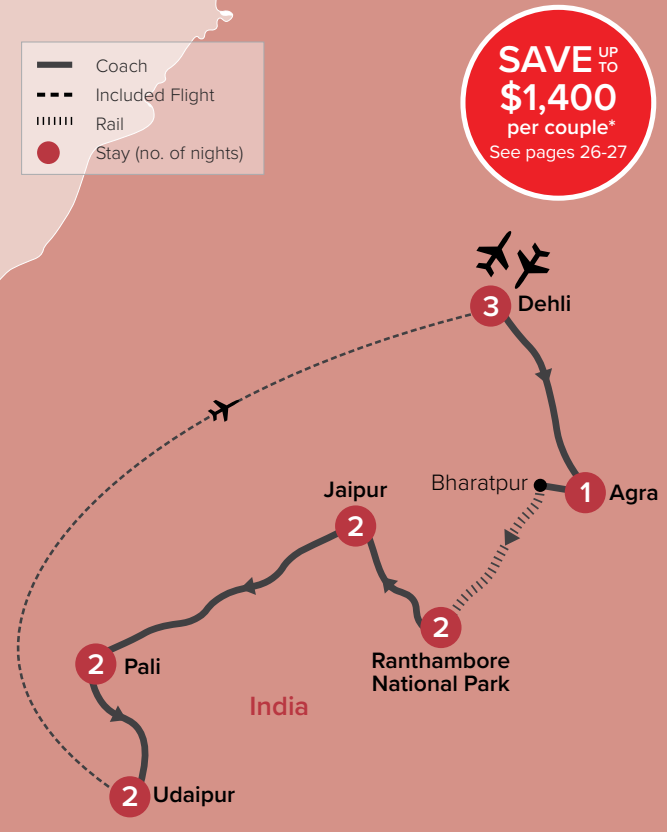 Coach
Included Flight
Rail
Stay (no. of nights)
SAVE UP TO
$1,400
per couple*
See pages 26-27
3 Dehli
Bharatpur
1 Agra
Jaipur
2
2
Ranthambore
National Park
2 Pali
India
2 Udaipur